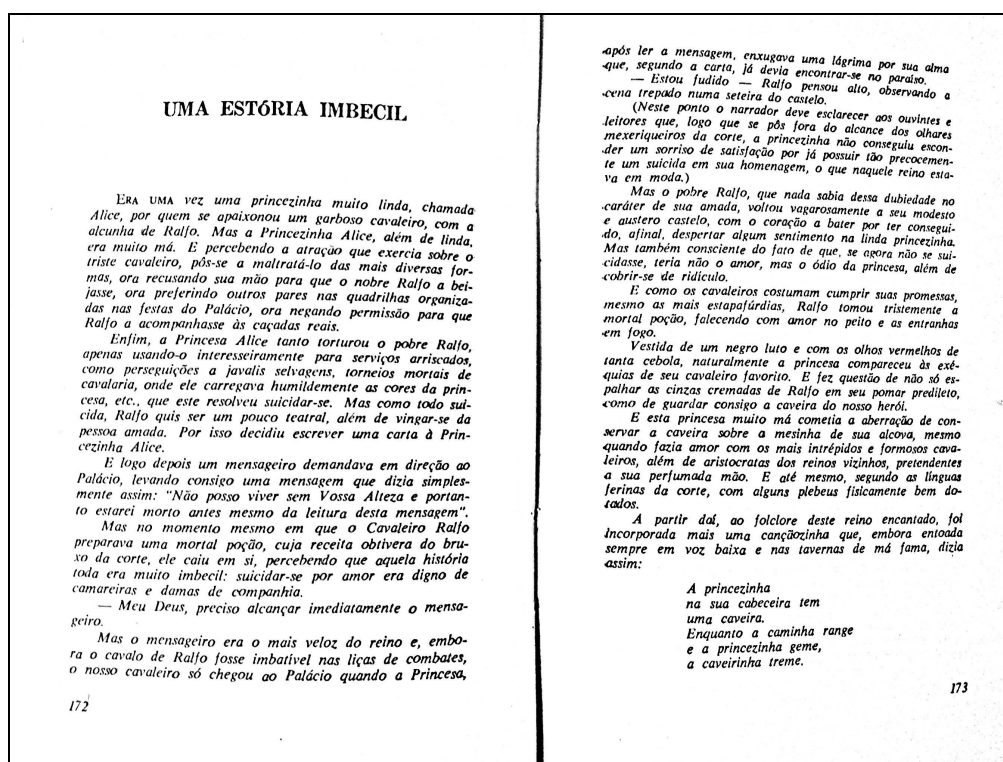 UMA ESTÓRIA IMBECIL
ERA UMA vez uma princezinha muito linda, chamada
Alice, por quem se apaixonou um garboso cavaleiro, com a
alcunha de Ralfo. Mas a Princezinha Alice, além de linda,
era muito má. E percebendo a atração que exercia sobre o
triste cavaleiro, pôs-se a maltratá-lo das mais diversas for-
mas, ora recusando sua mão para que o nobre Ralfo a bei-
jasse, ora preferindo outros pares nas quadrilhas organiza-
das nas festas do Palácio, ora negando permissão para que
Ralfo a acompanhasse às caçadas reais.
Enfim, a Princesa Alice tanto torturou o pobre Ralfo,
apenas usando-o interesseiramente para serviços arriscados,
como perseguições a javalis selvagens, torneios mortais de
cavalaria, onde ele carregava humildemente as cores da prin-
cesa, etc., que este resolveu suicidar-se. Mas como todo sui-
cida, Ralfo quis ser um pouco teatral, além de vingar-se da
pessoa amada. Por isso decidiu escrever uma carta à Prin-
cezinha Alice.
E logo depois um mensageiro demandava em direção ao
Palácio, levando consigo uma mensagem que dizia simples-
mente assim: "Não posso viver sem Vossa Alteza e portan-
to estarei morto antes mesmo da leitura desta mensagem".
Mas no momento mesmo em que o Cavaleiro Ralfo
preparava uma mortal poção, cuja receita obtivera do bru-
xo da corte, ele caiu em si, percebendo que aquela história
toda era muito imbecil: suicidar-se por amor era digno de
camareiras e damas de companhia.
— Meu Deus, preciso alcançar imediatamente o mensa-
geiro.
Mas o mensageiro era o mais veloz do reino e, embo-
ra o cavalo de Ralfo fosse imbatível nas liças de combates,
o nosso cavaleiro só chegou ao Palácio quando a Princesa,
172
após ler a mensagem, enxugava uma lágrima por sua alma
que, segundo a carta, já devia encontrar-se no paraíso.
— Estou fudido — Ralfo pensou alto, observando a
cena trepado numa seteira do castelo.
(Neste ponto o narrador deve esclarecer aos ouvintes e
leitores que, logo que se pôs fora do alcance dos olhares
mexeriqueiros da corte, a princezinha não conseguiu escon-
der um sorriso de satisfação por já possuir tão precocemen-
te um suicida em sua homenagem, o que naquele reino esta-
va em moda.)
Mas o pobre Ralfo, que nada sabia dessa dubiedade no
caráter de sua amada, voltou vagarosamente a seu modesto
e austero castelo, com o coração a bater por ter consegui-
do, afinal, despertar algum sentimento na linda princezinha.
Mas também consciente do fato de que, se agora não se sui-
cidasse, teria não o amor, mas o ódio da princesa, além de
cobrir-se de ridículo.
E como os cavaleiros costumam cumprir suas promessas,
mesmo as mais estapafúrdias, Ralfo tomou tristemente a
mortal poção, falecendo com amor no peito e as entranhas
em fogo.
Vestida de um negro luto e com os olhos vermelhos de
tanta cebola, naturalmente a princesa compareceu às exé-
quias de seu cavaleiro favorito. E fez questão de não só es-
palhar as cinzas cremadas de Ralfo em seu pomar predileto,
como de guardar consigo a caveira do nosso herói.
E esta princesa muito má cometia a aberração de con-
servar a caveira sobre a mesinha de sua alcova, mesmo
quando fazia amor com os mais intrépidos e formosos cava-
leiros, além de aristocratas dos reinos vizinhos, pretendentes
a sua perfumada mão. E até mesmo, segundo as línguas
ferinas da corte, com alguns plebeus fisicamente bem do-
tados.
A partir daí, ao folclore deste reino encantado, foi
incorporada mais uma cançãozinha que, embora entoada
sempre em voz baixa e nas tavernas de má fama, dizia
assim:
A princezinha
na sua cabeceira tem
uma caveira.
Enquanto a caminha range
e a princezinha geme,
a caveirinha treme.
173